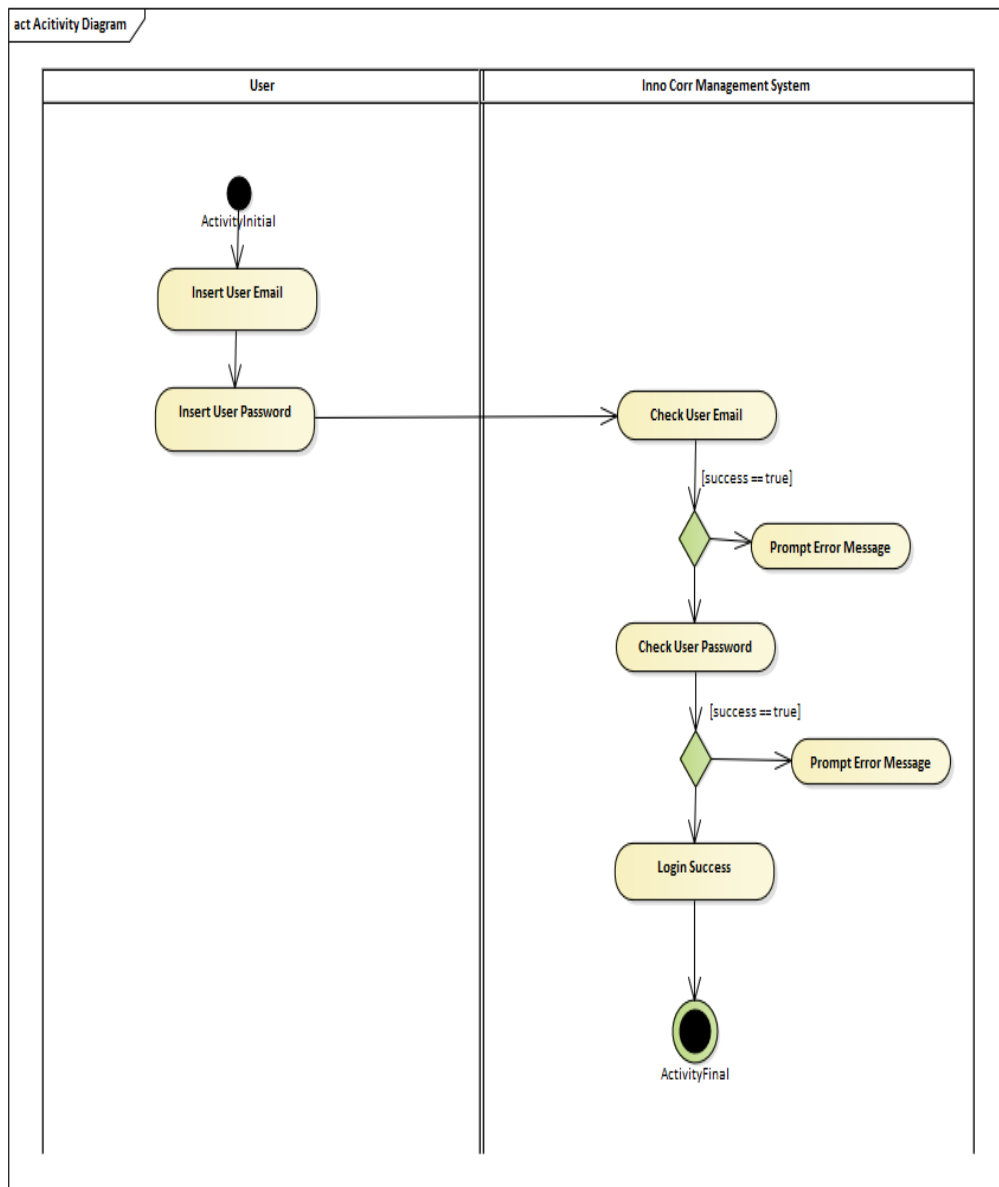 act Acitivity Diagram
User
Inno Corr Management System
ActivityInitial
Insert User Email
Insert User Password
Check User Email
[success == true]
Prompt Error Message
Check User Password
[success == true]
Prompt Error Message
Login Success
ActivityFinal